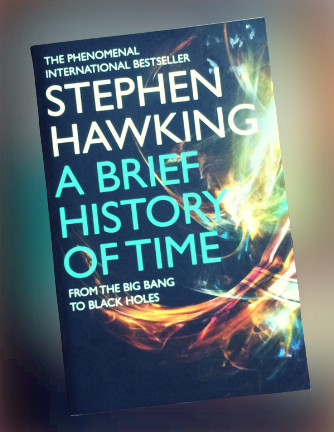 THE PHENOMENAL
INTERNATIONAL BESTSELLER
STEPHEN
HAWKING
A BRIEF
HISTORY
OF TIME
FROM THE BIG BANG
TO BLACK HOLES